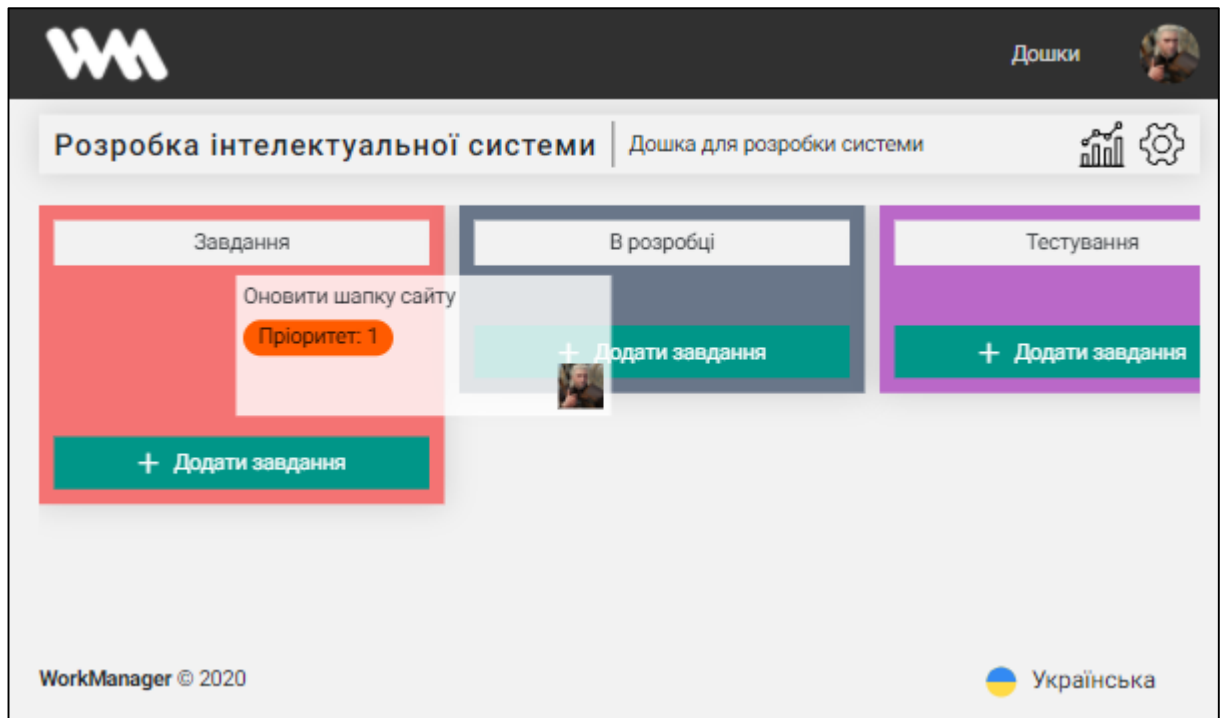 WM
Дошки
Розробка інтелектуальної системи
Дошка для розробки системи
Завдання
В розробці
Тестування
Оновити шапку сайту
Пріоритет: 1
+ Додати завдання
+ Додати завдання
+ Додати завдання
WorkManager © 2020
Українська